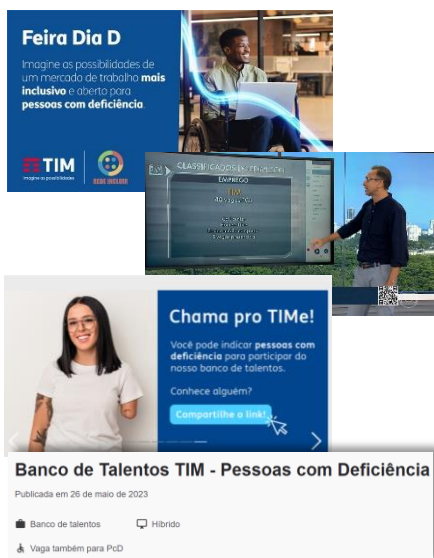 Feira Dia D
Imagine as possibilidades de
um mercado de trabalho mais
inclusivo e aberto para
pessoas com deficiência.
TIM
imagine as possibilidades
REDE INCLUIR
EMPREGO
TIM
Chama pro TIMe!
Você pode indicar pessoas com
deficiência para participar do
nosso banco de talentos.
Conhece alguém?
Compartilhe o link!
Banco de Talentos TIM - Pessoas com Deficiência
Publicada em 26 de maio de 2023
Banco de talentos
Híbrido
Vaga também para PcD